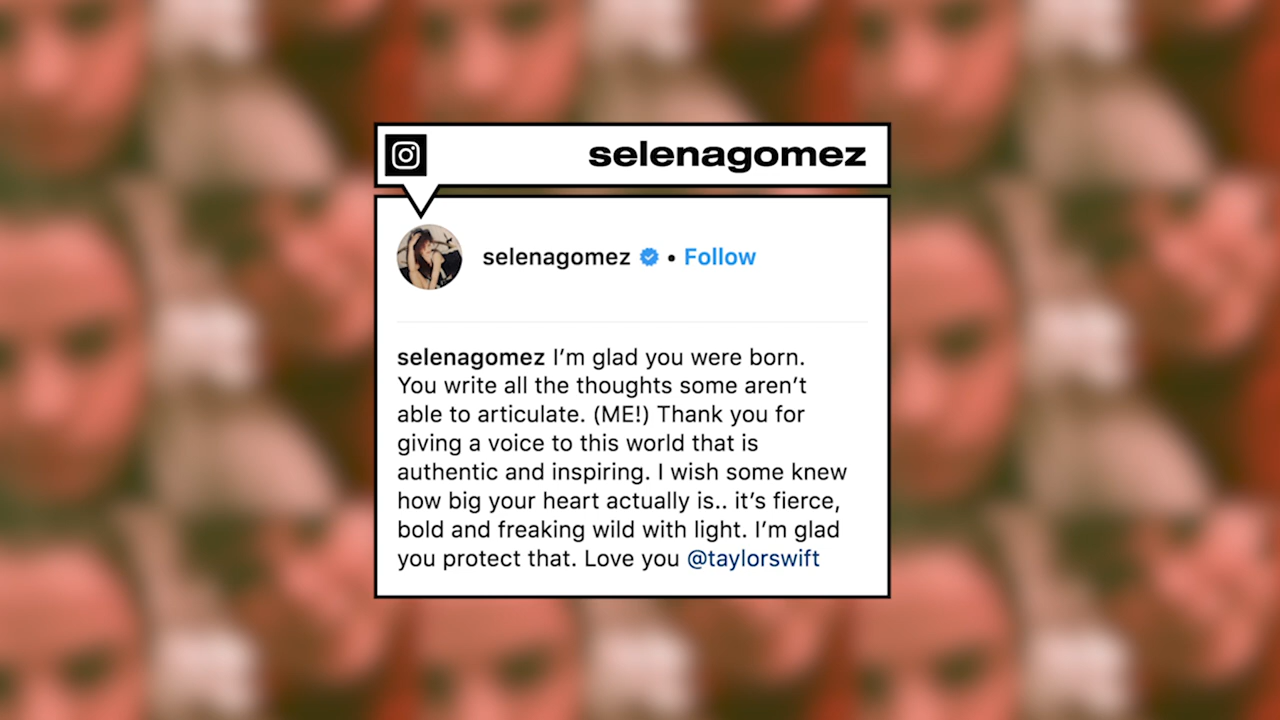 selenagomez
selenagomez • Follow
selenagomez I’m glad you were born.
You write all the thoughts some aren’t
able to articulate. (ME!) Thank you for
giving a voice to this world that is
authentic and inspiring. I wish some knew
how big your heart actually is.. it’s fierce,
bold and freaking wild with light. I’m glad
you protect that. Love you @taylorswift